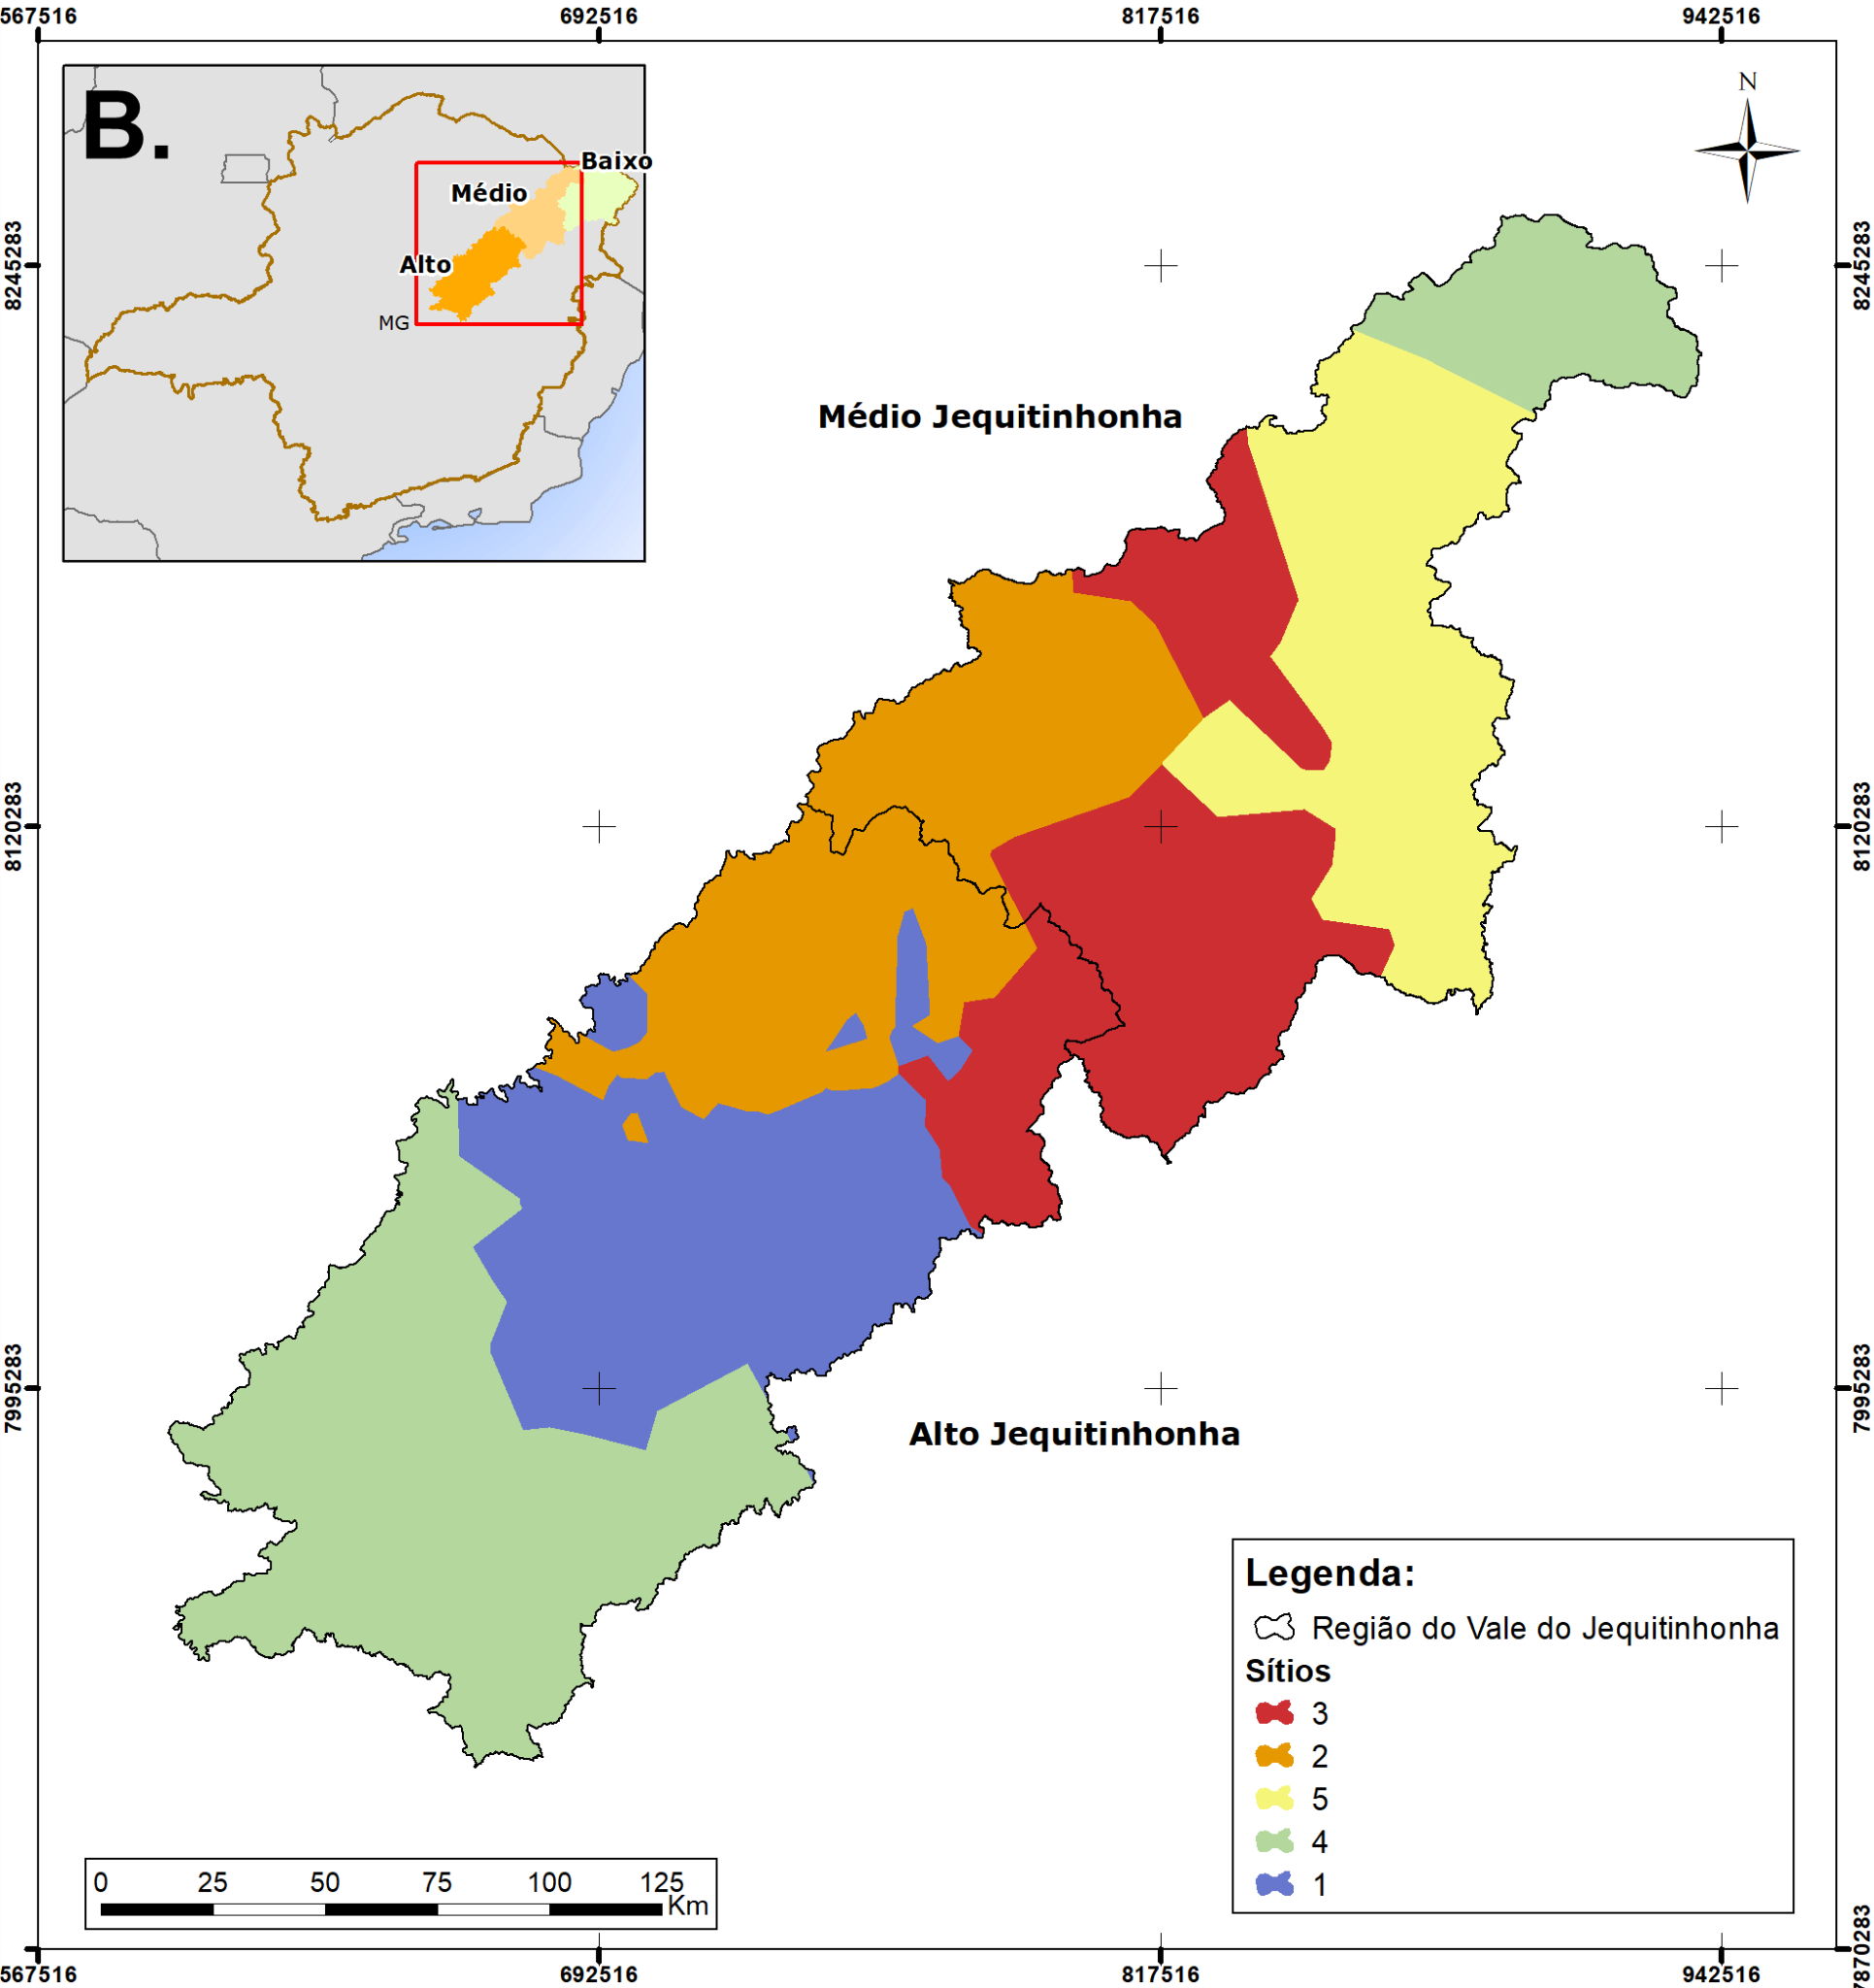 567516 692516 817516 942516
B.
N
Baixo
Médio
Alto
MG
8245283 8245283
Médio Jequitinhonha
8120283 8120283
7995283 7995283
Alto Jequitinhonha
Legenda:
Região do Vale do Jequitinhonha
Sítios
3
2
5
4
1
0 25 50 75 100 125
Km
7870283
567516 692516 817516 942516